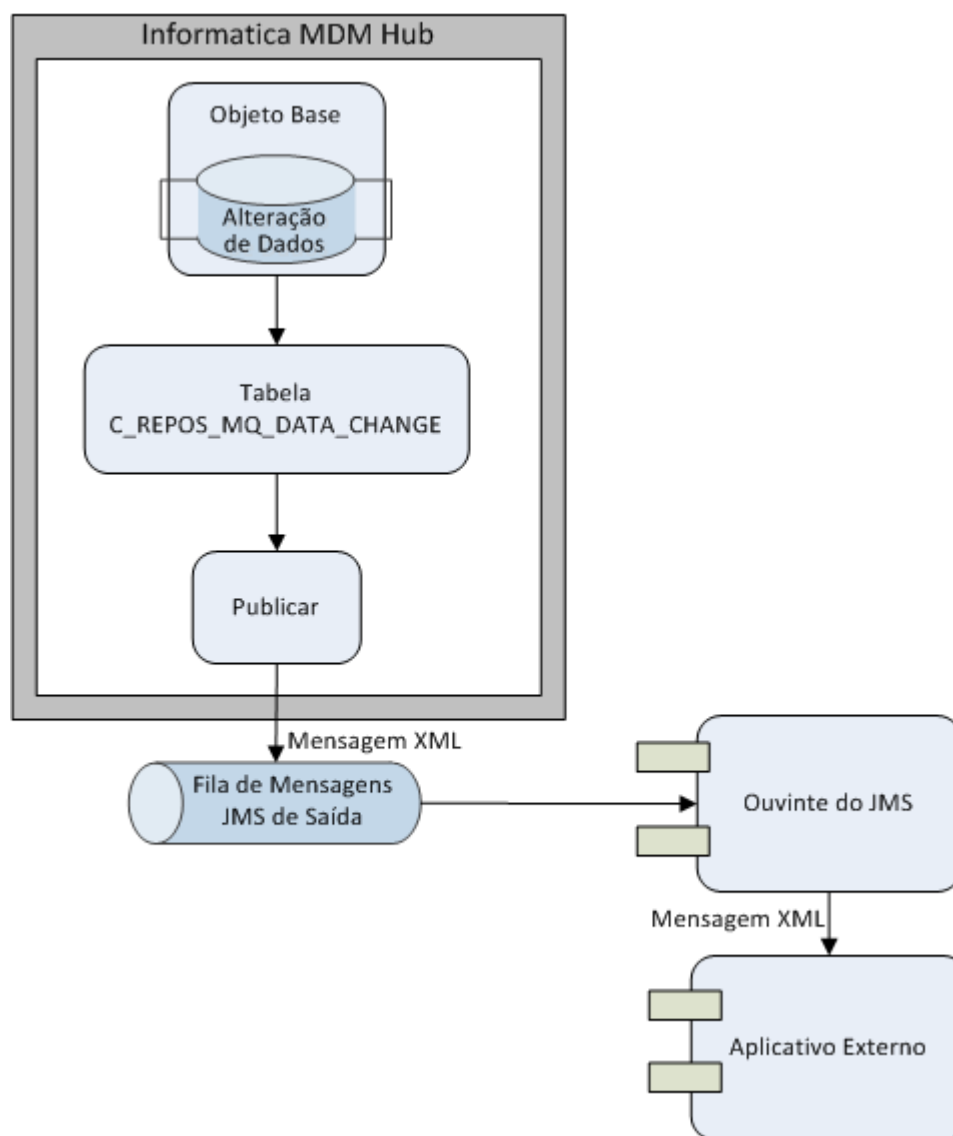 Informatica MDM Hub
Objeto Base
Alteração
de Dados
Tabela
C_REPOS_MQ_DATA_CHANGE
Publicar
Mensagem XML
Fila de Mensagens
JMS de Saída
Ouvinte do JMS
Mensagem XML
Aplicativo Externo